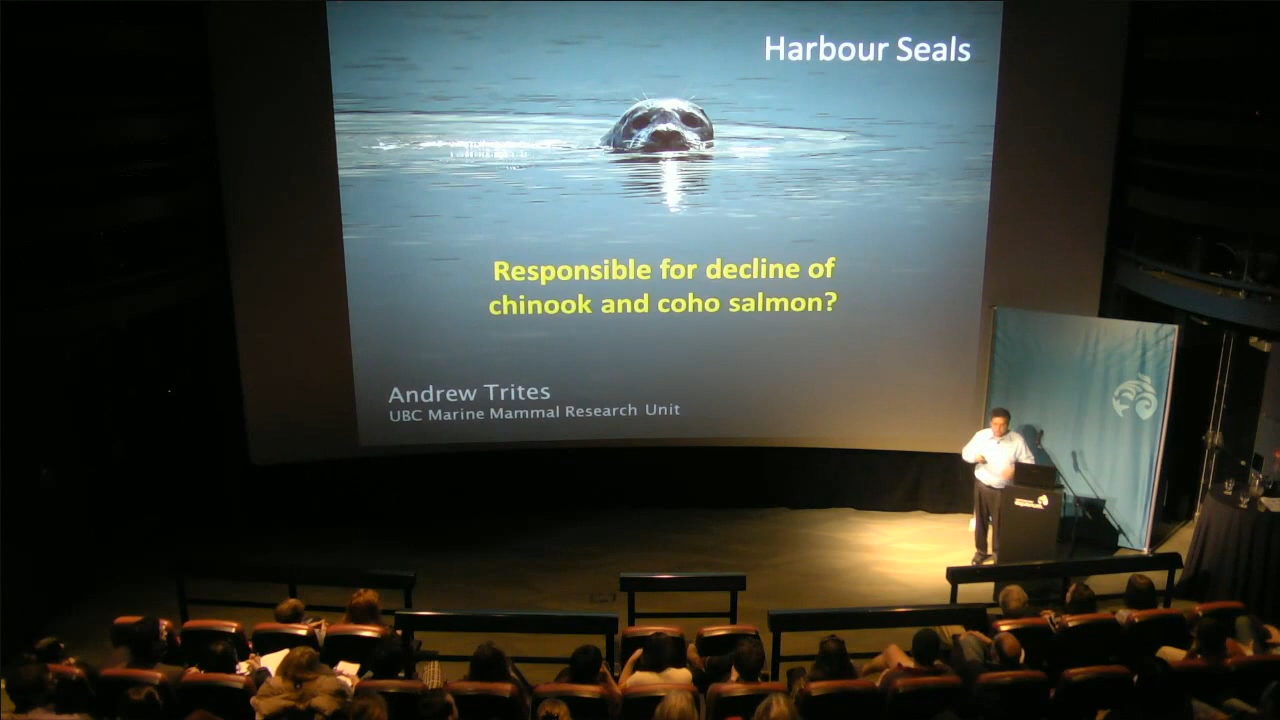 Harbour Seals
Responsible for decline of
chinook and coho salmon?
Andrew Trites
UBC Marine Mammal Research Unit